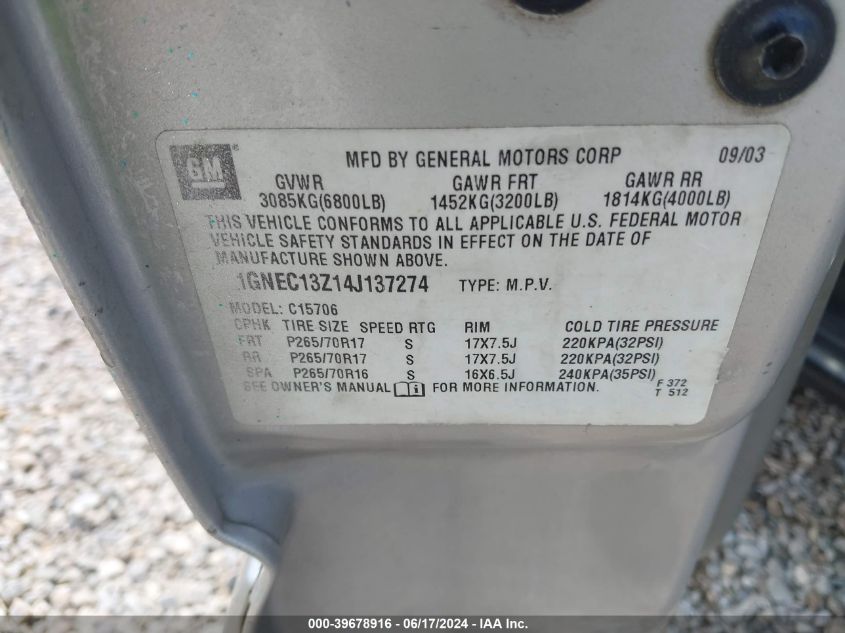 GM
MFD BY GENERAL MOTORS CORP 09/03
GVWR GAWR FRT GAWR RR
3085KG(6800LB) 1452KG(3200LB) 1814KG(4000LB)
THIS VEHICLE CONFORMS TO ALL APPLICABLE U.S. FEDERAL MOTOR
VEHICLE SAFETY STANDARDS IN EFFECT ON THE DATE OF
MANUFACTURE SHOWN ABOVE.
1GNEC13Z14J137274 TYPE: M.P.V.
MODEL: C15706
CPHK TIRE SIZE SPEED RTG RIM COLD TIRE PRESSURE
FRT P265/70R17 S 17X7.5J 220KPA(32PSI)
RR P265/70R17 S 17X7.5J 220KPA(32PSI)
SPA P265/70R16 S 16X6.5J 240KPA(35PSI)
SEE OWNER'S MANUAL i FOR MORE INFORMATION.
F 372
T 512
000-39678916 - 06/17/2024 - IAA Inc.